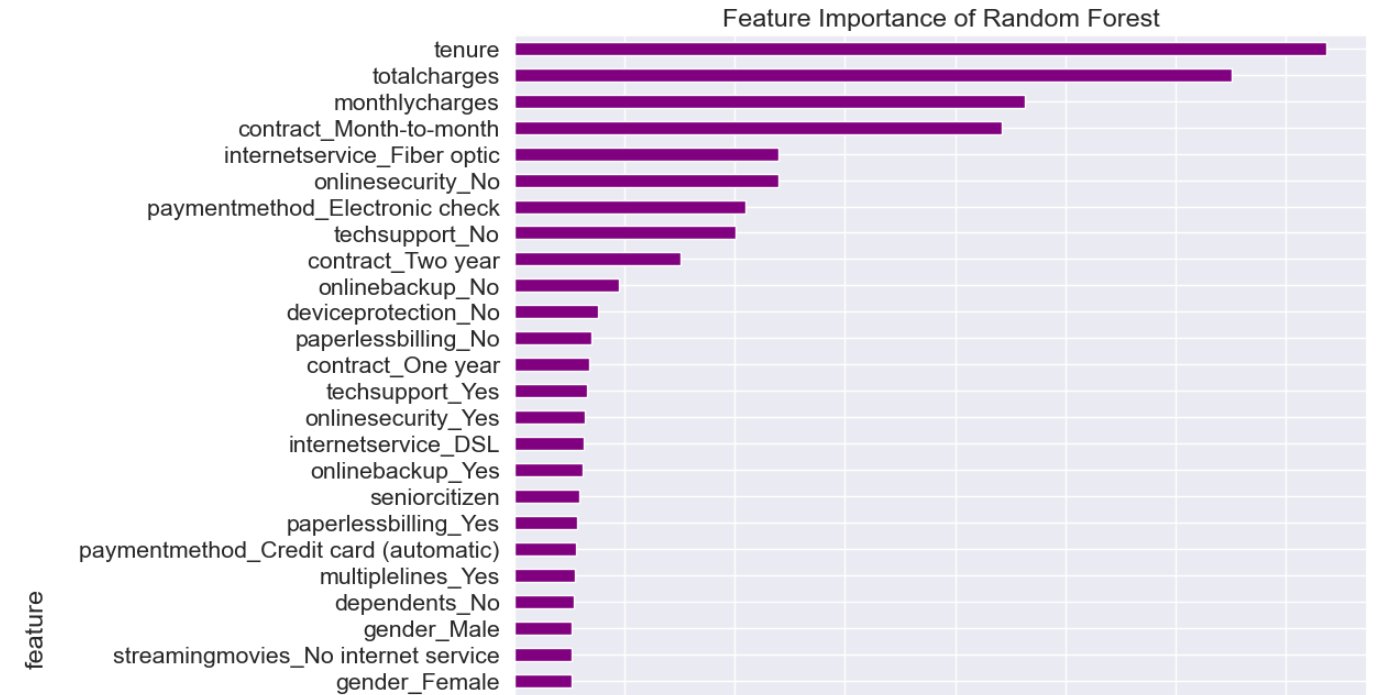 Feature Importance of Random Forest
tenure
totalcharges
monthlycharges
contract_Month-to-month
internetservice_Fiber optic
onlinesecurity_No
paymentmethod_Electronic check
techsupport_No
contract_Two year
onlinebackup_No
deviceprotection_No
paperlessbilling_No
contract_One year
techsupport_Yes
onlinesecurity_Yes
internetservice_DSL
onlinebackup_Yes
seniorcitizen
paperlessbilling_Yes
paymentmethod_Credit card (automatic)
multiplelines_Yes
dependents_No
gender_Male
streamingmovies_No internet service
gender_Female
feature